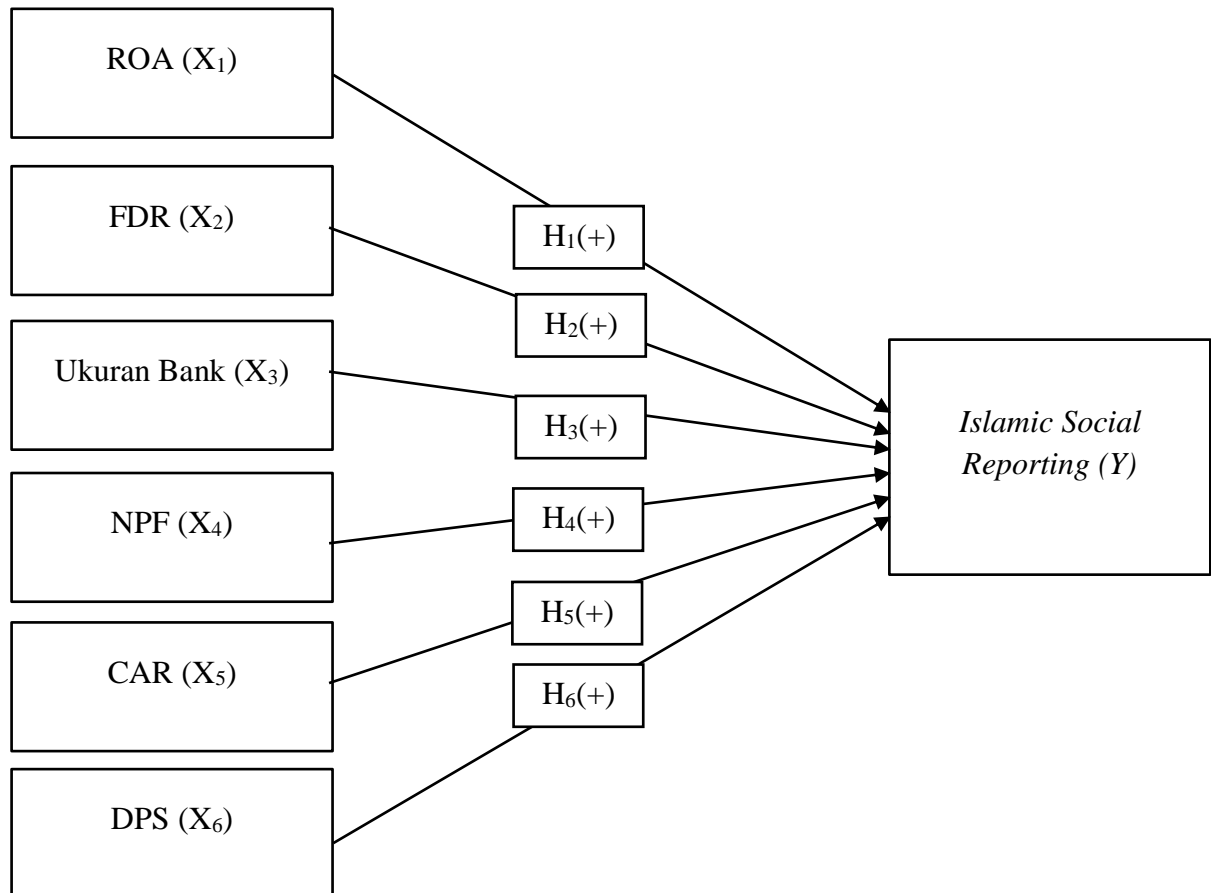 ROA (X₁)
FDR (X₂)
Ukuran Bank (X₃)
NPF (X₄)
CAR (X₅)
DPS (X₆)
H₁(+)
H₂(+)
H₃(+)
H₄(+)
H₅(+)
H₆(+)
Islamic Social
Reporting (Y)